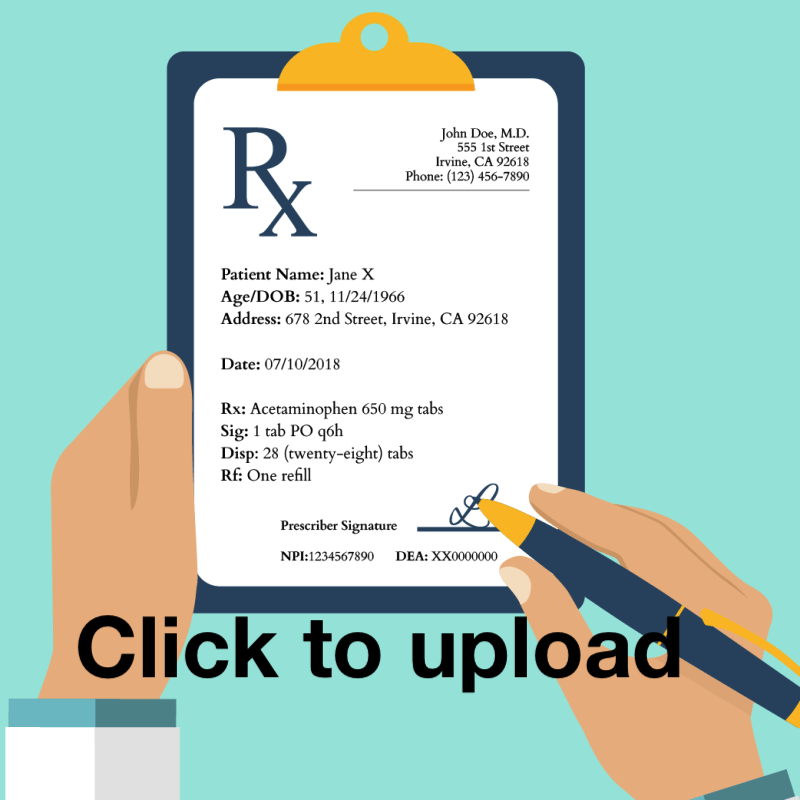 Rx
John Doe, M.D.
555 1st Street
Irvine, CA 92618
Phone: (123) 456-7890
Patient Name: Jane X
Age/DOB: 51, 11/24/1966
Address: 678 2nd Street, Irvine, CA 92618
Date: 07/10/2018
Rx: Acetaminophen 650 mg tabs
Sig: 1 tab PO q6h
Disp: 28 (twenty-eight) tabs
Rf: One refill
Prescriber Signature
NPI:1234567890 DEA: XX0000000
Click to upload